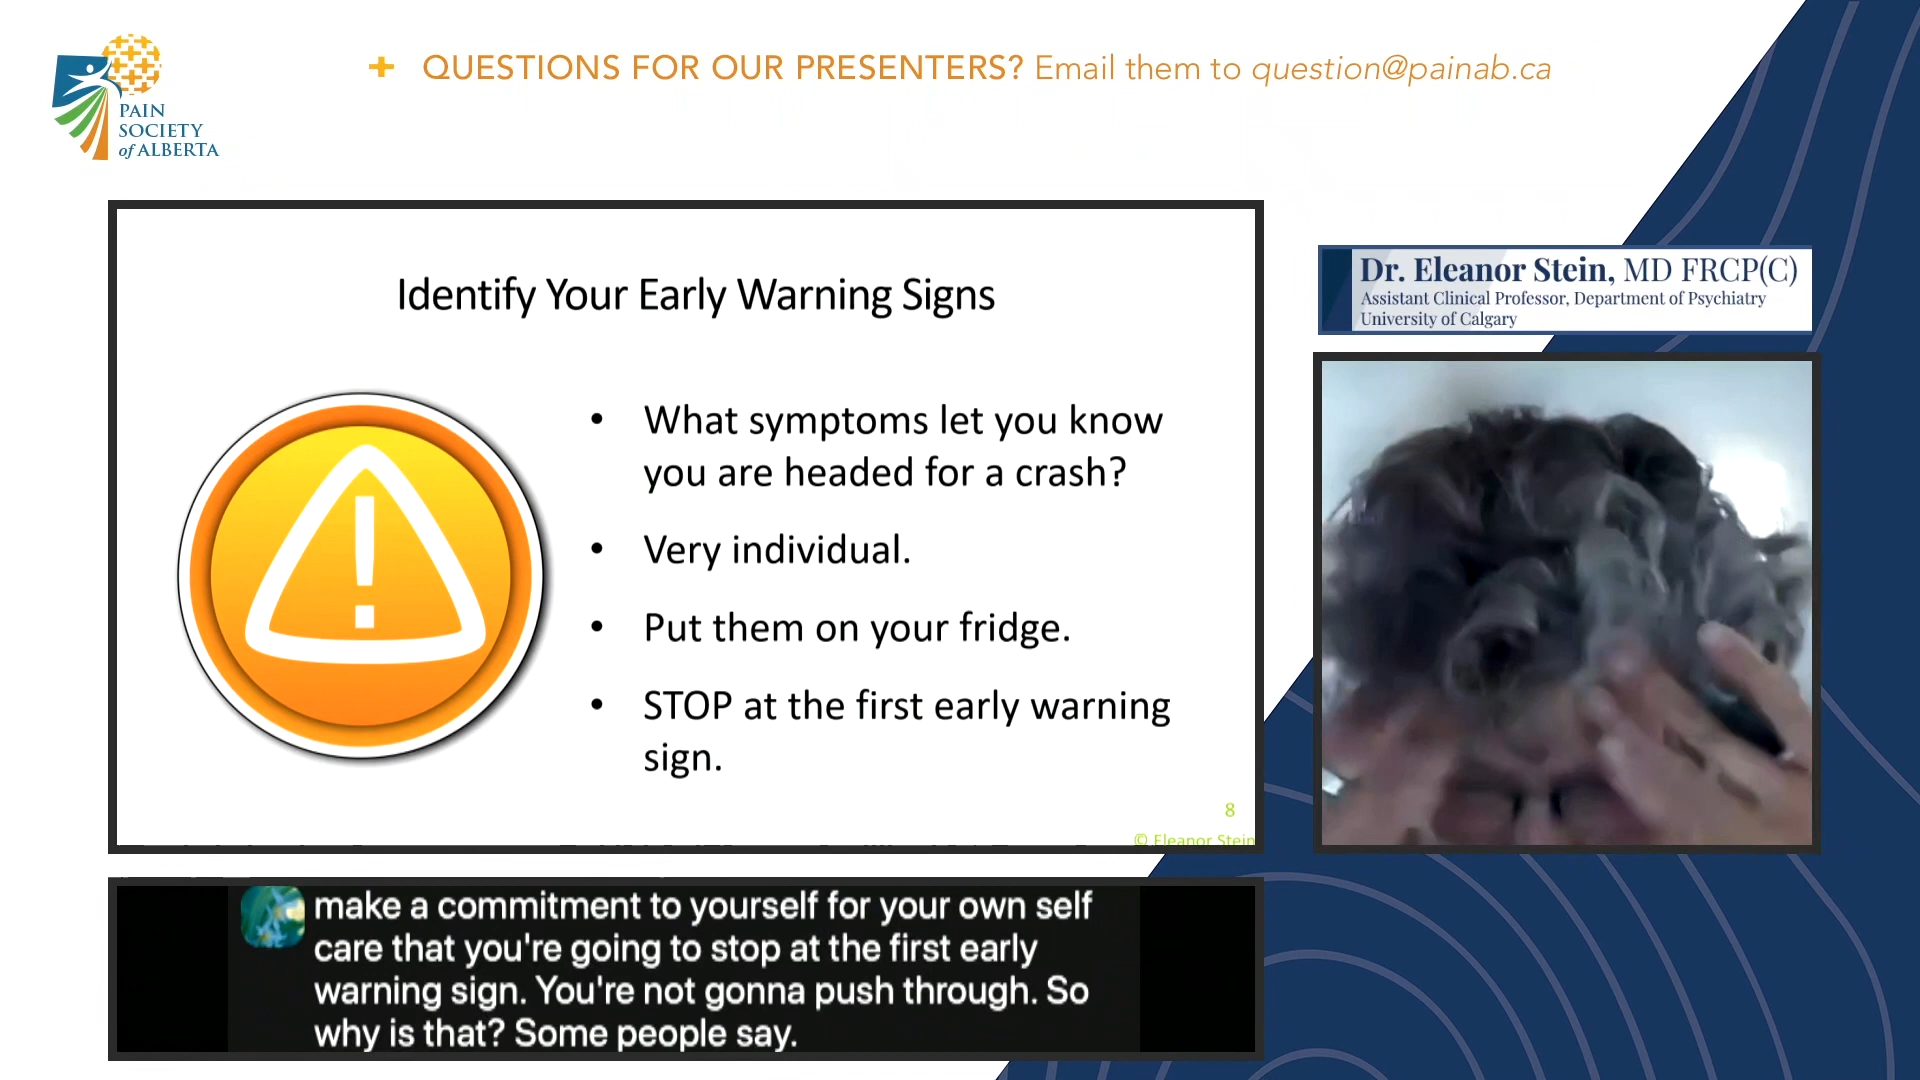 PAIN
SOCIETY
of ALBERTA
QUESTIONS FOR OUR PRESENTERS? Email them to question@painab.ca
Identify Your Early Warning Signs
• What symptoms let you know
you are headed for a crash?
• Very individual.
• Put them on your fridge.
• STOP at the first early warning
sign.
8
© Eleanor Stein
Dr. Eleanor Stein, MD FRCP(C)
Assistant Clinical Professor, Department of Psychiatry
University of Calgary
make a commitment to yourself for your own self
care that you're going to stop at the first early
warning sign. You're not gonna push through. So
why is that? Some people say.